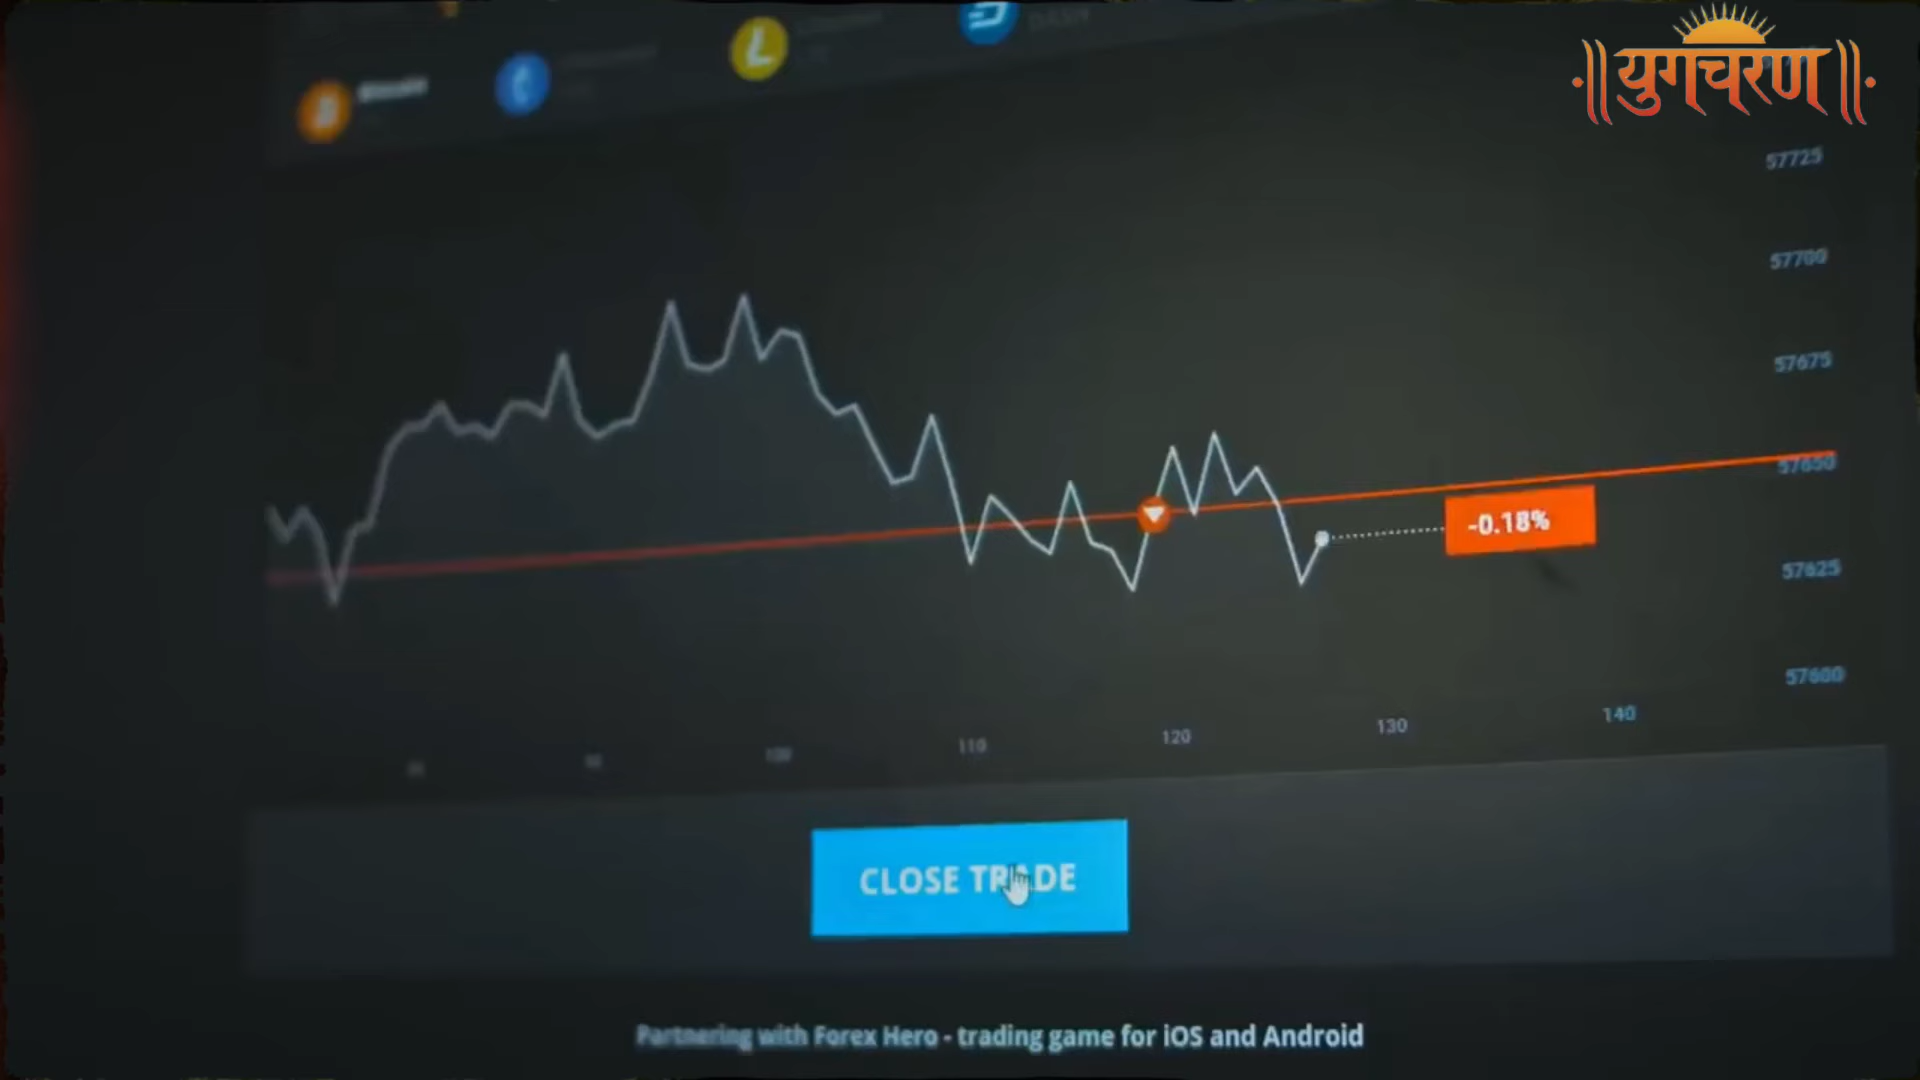 ॥युगचरण॥
DASH
57725
57700
57675
57650
-0.18%
57625
57600
110
120
130
140
CLOSE TRADE
Partnering with Forex Hero - trading game for iOS and Android